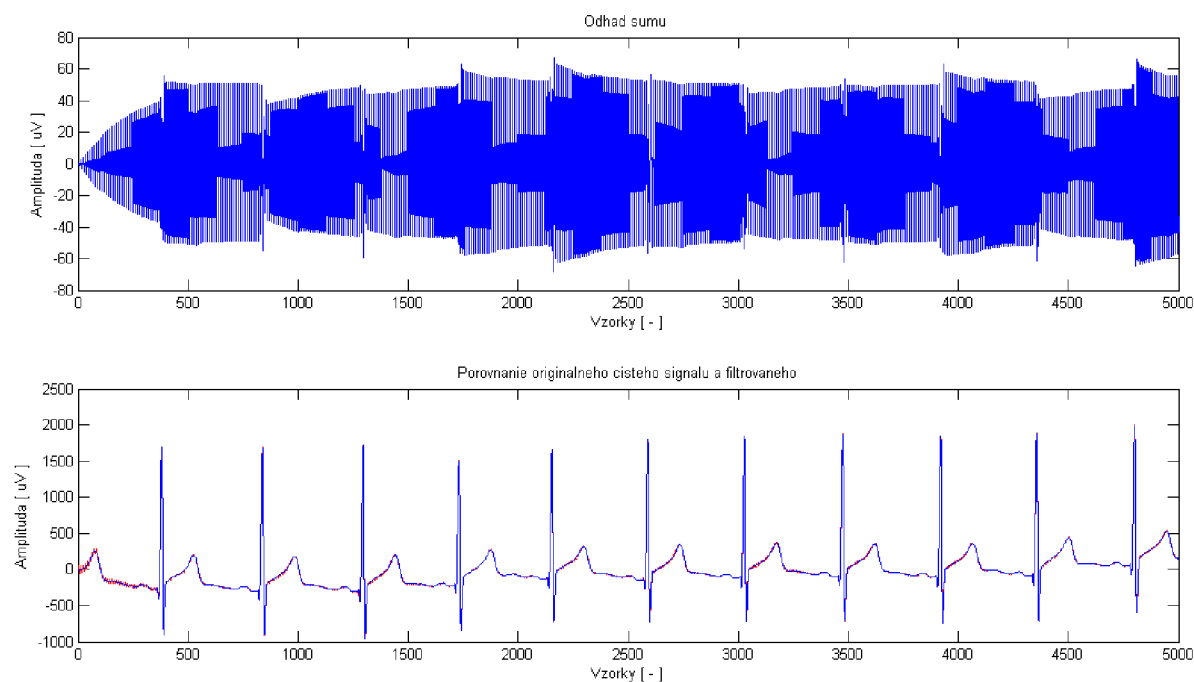 Odhad sumu
80
60
40
20
0
-20
-40
-60
-80
Amplituda [ uV ]
0 500 1000 1500 2000 2500 3000 3500 4000 4500 5000
Vzorky [ - ]
Porovnanie originalneho cisteho signalu a filtrovaneho
2500
2000
1500
1000
500
0
-500
-1000
Amplituda [ uV ]
0 500 1000 1500 2000 2500 3000 3500 4000 4500 5000
Vzorky [ - ]